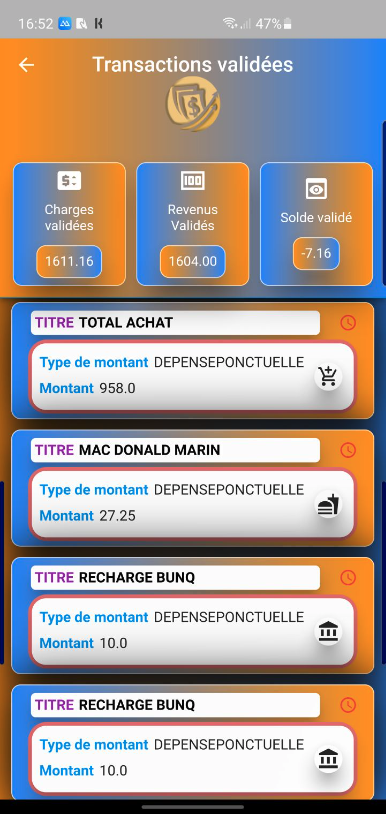 16:52 47%
Transactions validées
$
100
Charges
validées
1611.16
Revenus
Validés
1604.00
Solde validé
-7.16
TITRE TOTAL ACHAT
Type de montant DEPENSEPONCTUELLE
Montant 958.0
TITRE MAC DONALD MARIN
Type de montant DEPENSEPONCTUELLE
Montant 27.25
TITRE RECHARGE BUNQ
Type de montant DEPENSEPONCTUELLE
Montant 10.0
TITRE RECHARGE BUNQ
Type de montant DEPENSEPONCTUELLE
Montant 10.0